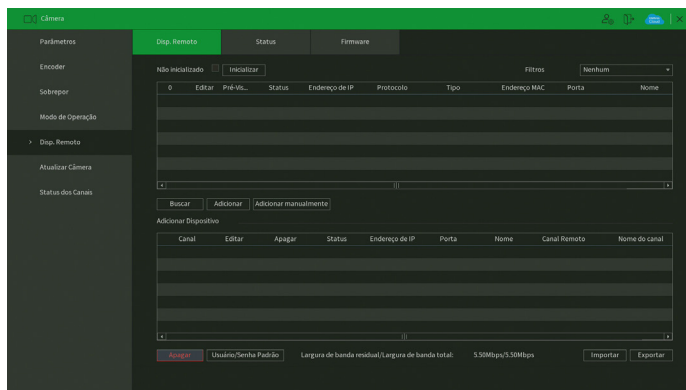 Câmera
Parâmetros
Encoder
Sobrepor
Modo de Operação
> Disp. Remoto
Atualizar Câmera
Status dos Canais
Disp. Remoto Status Firmware
Não inicializado Inicializar Filtros Nenhum
0 Editar Pré-Vis... Status Endereço de IP Protocolo Tipo Endereço MAC Porta Nome
Buscar Adicionar Adicionar manualmente
Adicionar Dispositivo
Canal Editar Apagar Status Endereço de IP Porta Nome Canal Remoto Nome do canal
Apagar Usuário/Senha Padrão Largura de banda residual/Largura de banda total: 5.50Mbps/5.50Mbps Importar Exportar